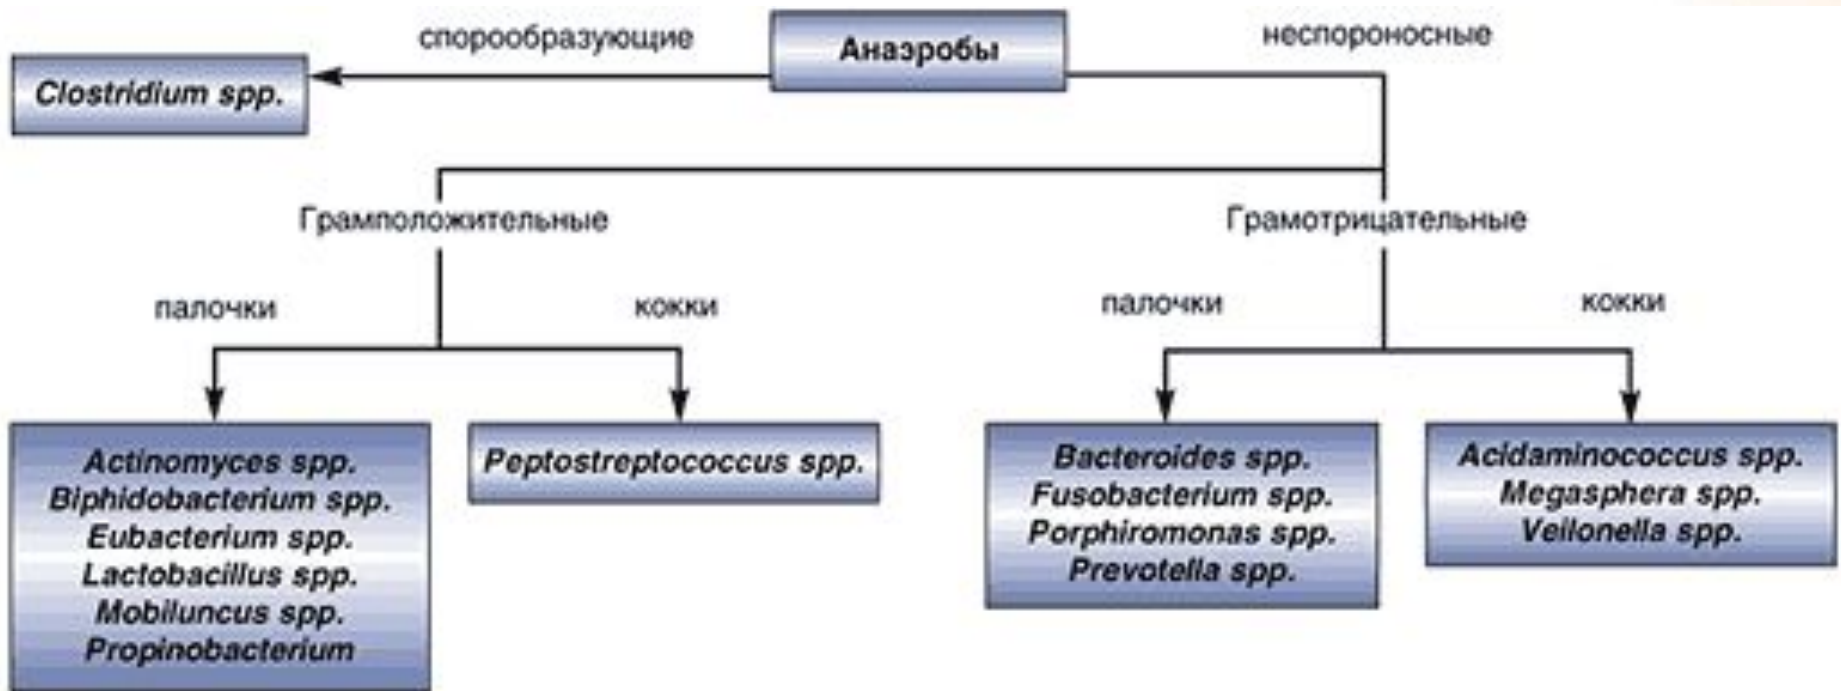 спорообразующие
Анаэробы
неспороносные
Clostridium spp.
Грамположительные
Грамотрицательные
палочки
кокки
палочки
кокки
Actinomyces spp.
Biphidobacterium spp.
Eubacterium spp.
Lactobacillus spp.
Mobiluncus spp.
Propinobacterium
Peptostreptococcus spp.
Bacteroides spp.
Fusobacterium spp.
Porphiromonas spp.
Prevotella spp.
Acidaminococcus spp.
Megasphera spp.
Veilonella spp.